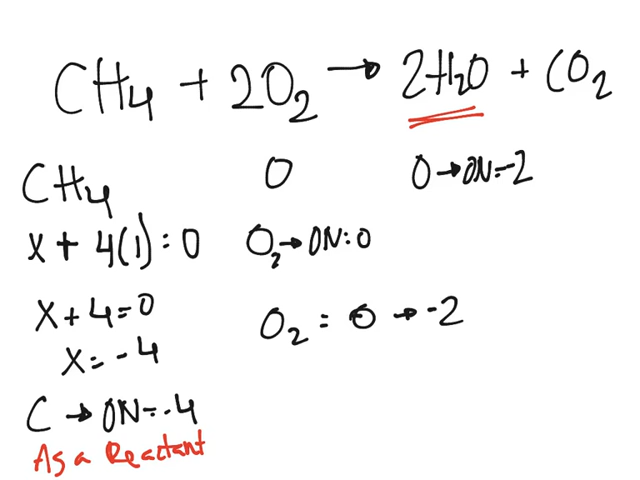 CH4 + 2O2 → 2H2O + CO2
CH4
x + 4(1) = 0
x + 4 = 0
x = -4
C → ON = -4
As a Reactant
O
O2 → ON: 0
O2 = 0 → -2
O → ON = -2